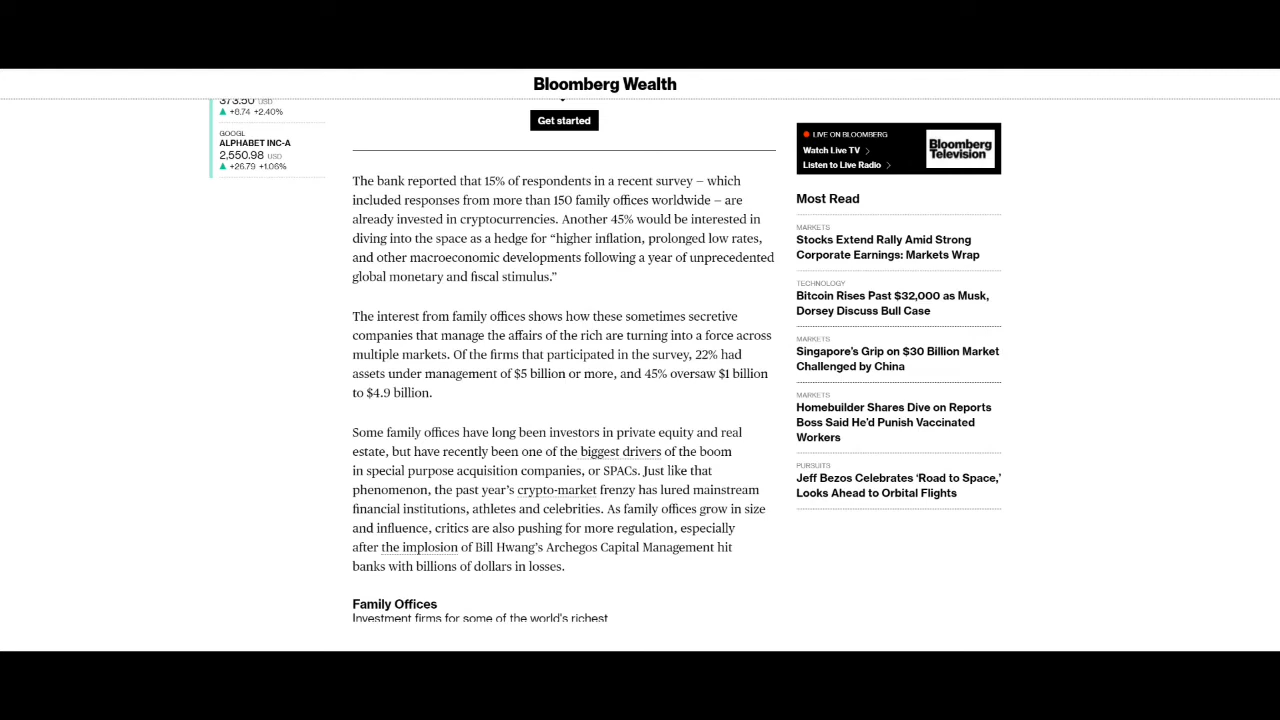 Bloomberg Wealth
373.50 USD
▲ +8.74 +2.40%
GOOGL
ALPHABET INC-A
2,550.98 USD
▲ +26.79 +1.06%
Get started
The bank reported that 15% of respondents in a recent survey – which
included responses from more than 150 family offices worldwide – are
already invested in cryptocurrencies. Another 45% would be interested in
diving into the space as a hedge for “higher inflation, prolonged low rates,
and other macroeconomic developments following a year of unprecedented
global monetary and fiscal stimulus.”
The interest from family offices shows how these sometimes secretive
companies that manage the affairs of the rich are turning into a force across
multiple markets. Of the firms that participated in the survey, 22% had
assets under management of $5 billion or more, and 45% oversaw $1 billion
to $4.9 billion.
Some family offices have long been investors in private equity and real
estate, but have recently been one of the biggest drivers of the boom
in special purpose acquisition companies, or SPACs. Just like that
phenomenon, the past year’s crypto-market frenzy has lured mainstream
financial institutions, athletes and celebrities. As family offices grow in size
and influence, critics are also pushing for more regulation, especially
after the implosion of Bill Hwang’s Archegos Capital Management hit
banks with billions of dollars in losses.
Family Offices
Investment firms for some of the world's richest
LIVE ON BLOOMBERG
Watch Live TV >
Listen to Live Radio >
Bloomberg
Television
Most Read
MARKETS
Stocks Extend Rally Amid Strong
Corporate Earnings: Markets Wrap
TECHNOLOGY
Bitcoin Rises Past $32,000 as Musk,
Dorsey Discuss Bull Case
MARKETS
Singapore’s Grip on $30 Billion Market
Challenged by China
MARKETS
Homebuilder Shares Dive on Reports
Boss Said He’d Punish Vaccinated
Workers
PURSUITS
Jeff Bezos Celebrates ‘Road to Space,’
Looks Ahead to Orbital Flights